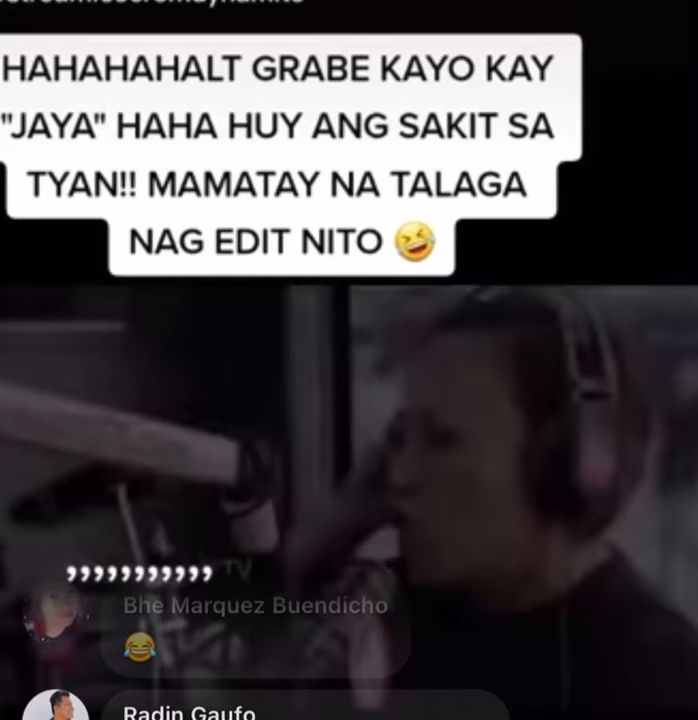 HAHAHAHALT GRABE KAYO KAY
"JAYA" HAHA HUY ANG SAKIT SA
TYAN!! MAMATAY NA TALAGA
NAG EDIT NITO 🤣
,,,,,,,,,,,
TV
Bhe Marquez Buendicho
😂
Radin Gaufo